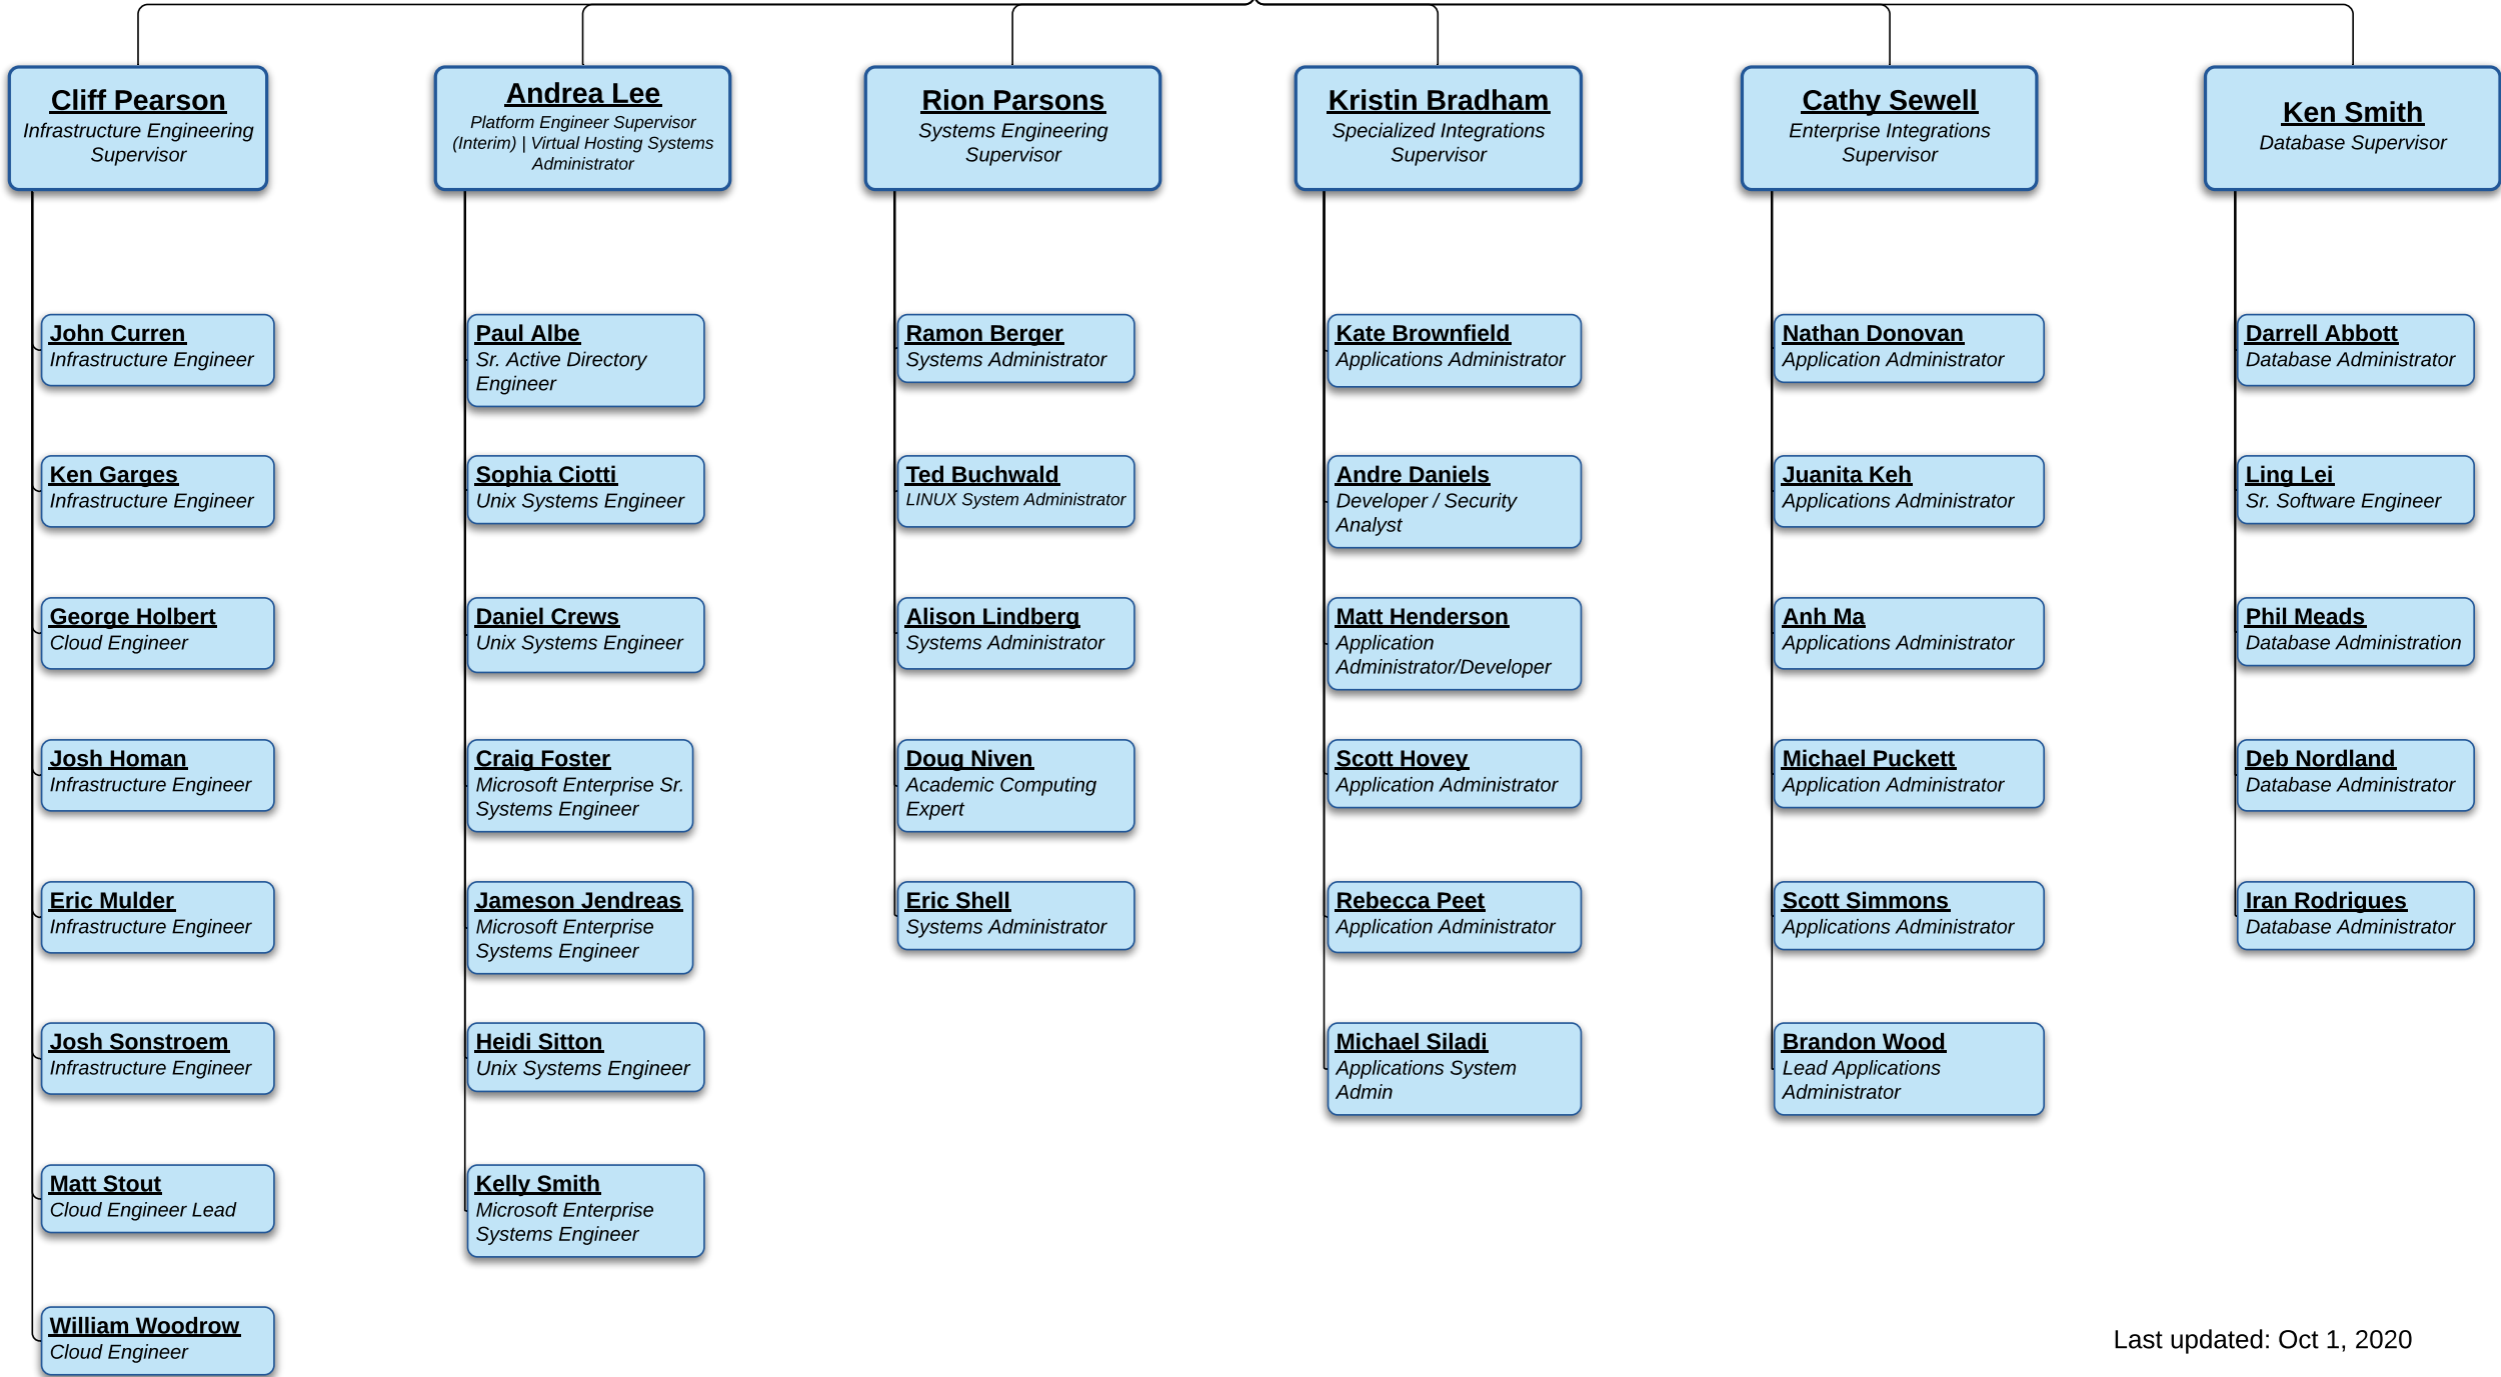 Cliff Pearson
Infrastructure Engineering
Supervisor
Andrea Lee
Platform Engineer Supervisor
(Interim) | Virtual Hosting Systems
Administrator
Rion Parsons
Systems Engineering
Supervisor
Kristin Bradham
Specialized Integrations
Supervisor
Cathy Sewell
Enterprise Integrations
Supervisor
Ken Smith
Database Supervisor
John Curren
Infrastructure Engineer
Ken Garges
Infrastructure Engineer
George Holbert
Cloud Engineer
Josh Homan
Infrastructure Engineer
Eric Mulder
Infrastructure Engineer
Josh Sonstroem
Infrastructure Engineer
Matt Stout
Cloud Engineer Lead
William Woodrow
Cloud Engineer
Paul Albe
Sr. Active Directory
Engineer
Sophia Ciotti
Unix Systems Engineer
Daniel Crews
Unix Systems Engineer
Craig Foster
Microsoft Enterprise Sr.
Systems Engineer
Jameson Jendreas
Microsoft Enterprise
Systems Engineer
Heidi Sitton
Unix Systems Engineer
Kelly Smith
Microsoft Enterprise
Systems Engineer
Ramon Berger
Systems Administrator
Ted Buchwald
LINUX System Administrator
Alison Lindberg
Systems Administrator
Doug Niven
Academic Computing
Expert
Eric Shell
Systems Administrator
Kate Brownfield
Applications Administrator
Andre Daniels
Developer / Security
Analyst
Matt Henderson
Application
Administrator/Developer
Scott Hovey
Application Administrator
Rebecca Peet
Application Administrator
Michael Siladi
Applications System
Admin
Nathan Donovan
Application Administrator
Juanita Keh
Applications Administrator
Anh Ma
Applications Administrator
Michael Puckett
Application Administrator
Scott Simmons
Applications Administrator
Brandon Wood
Lead Applications
Administrator
Darrell Abbott
Database Administrator
Ling Lei
Sr. Software Engineer
Phil Meads
Database Administration
Deb Nordland
Database Administrator
Iran Rodrigues
Database Administrator
Last updated: Oct 1, 2020